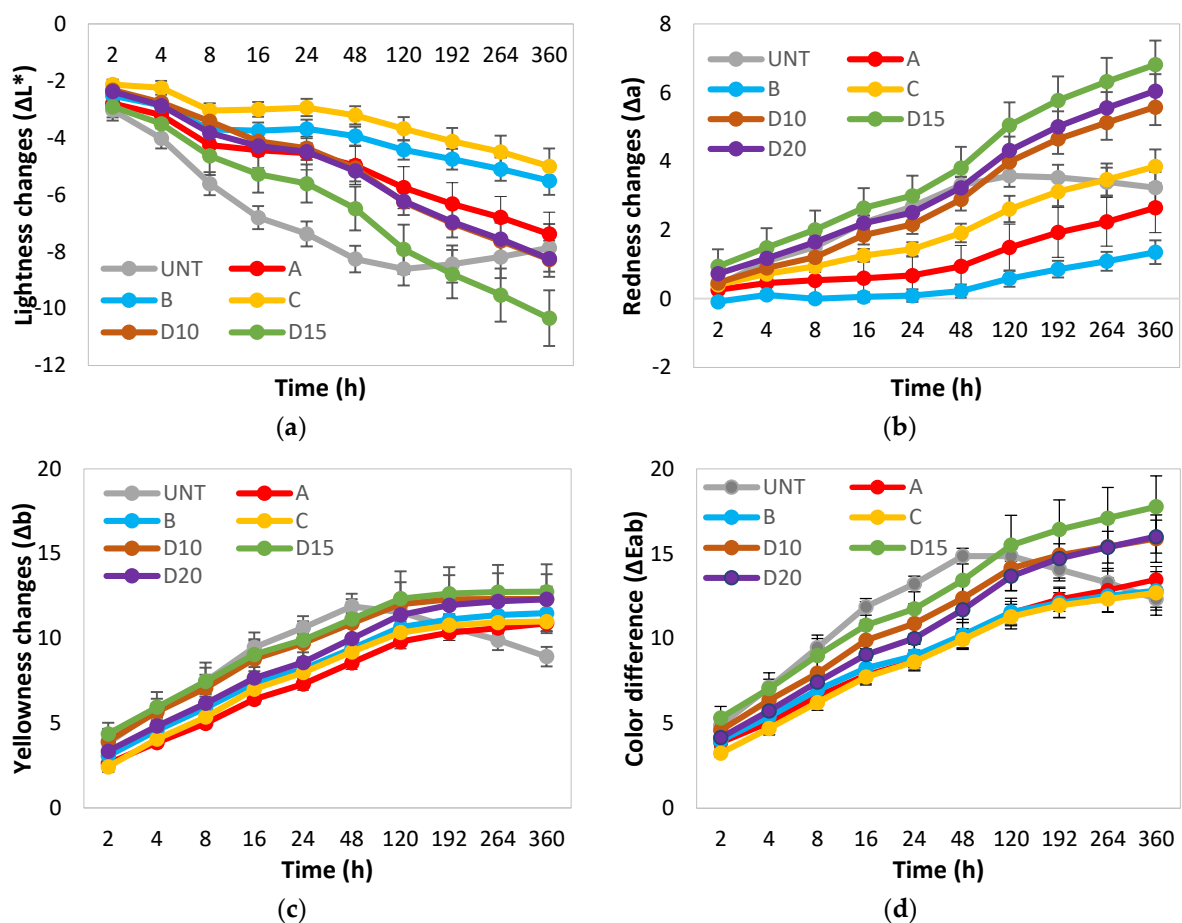 0
2 4 8 16 24 48 120 192 264 360
-2
-4
-6
-8
-10
-12
Lightness changes (ΔL*)
UNT A
B C
D10 D15
Time (h)
(a)
8
6
4
2
0
2
Redness changes (Δa)
UNT A
B C
D10 D15
D20
2 4 8 16 24 48 120 192 264 360
Time (h)
(b)
20
15
10
5
0
Yellowness changes (Δb)
UNT A
B C
D10 D15
D20
2 4 8 16 24 48 120 192 264 360
Time (h)
(c)
20
15
10
5
0
Color difference (ΔEab)
UNT A
B C
D10 D15
D20
2 4 8 16 24 48 120 192 264 360
Time (h)
(d)